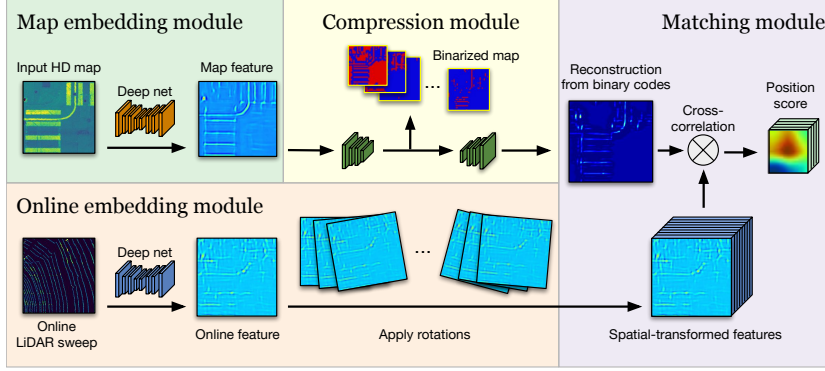 Map embedding module
Input HD map
Deep net
Map feature
Compression module
Binarized map
...
Matching module
Reconstruction
from binary codes
Cross-
correlation
Position
score
Online embedding module
Deep net
...
Online
LiDAR sweep
Online feature
Apply rotations
Spatial-transformed features